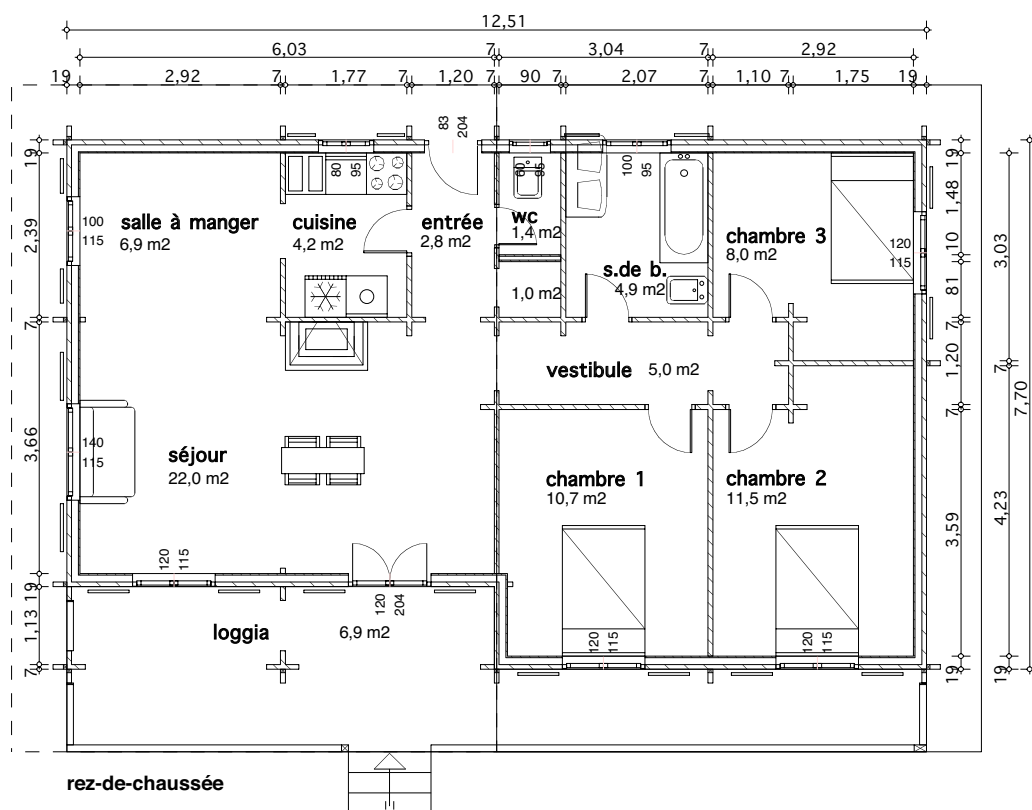 12,51
6,03 7 3,04 7 2,92
19 2,92 7 1,77 7 1,20 7 90 7 2,07 7 1,10 7 1,75 19
83
204
19
2,39
7
3,66
19
1,13
7
80
95
60
95
100
95
salle à manger
6,9 m2
100
115
cuisine
4,2 m2
entrée
2,8 m2
wc
1,4 m2
1,0 m2
s.de b.
4,9 m2
chambre 3
8,0 m2
120
115
vestibule 5,0 m2
140
115
séjour
22,0 m2
chambre 1
10,7 m2
chambre 2
11,5 m2
120
115
120
204
120
115
120
115
loggia 6,9 m2
19
1,48
10
81
7
1,20
7
3,59
19
3,03
7
4,23
19
7,70
rez-de-chaussée